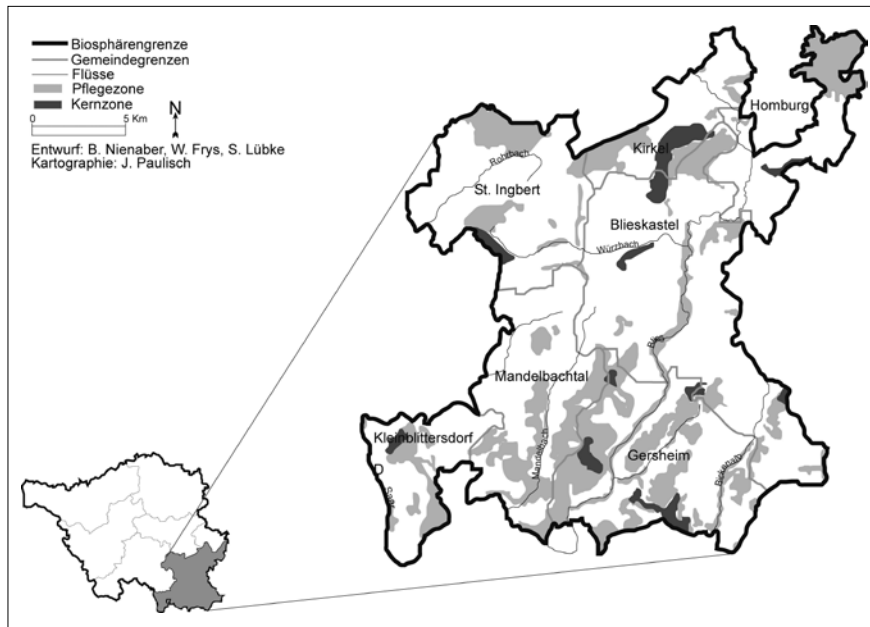 Biosphärengrenze
Gemeindegrenzen
Flüsse
Pflegezone
Kernzone
N
0 5 Km
Entwurf: B. Nienaber, W. Frys, S. Lübke
Kartographie: J. Paulisch
Homburg
Kirkel
Rohrbach
St. Ingbert
Blieskastel
Würzbach
Blies
Mandelbachtal
Kleinblittersdorf
Mandelbach
Gersheim
D
Saar